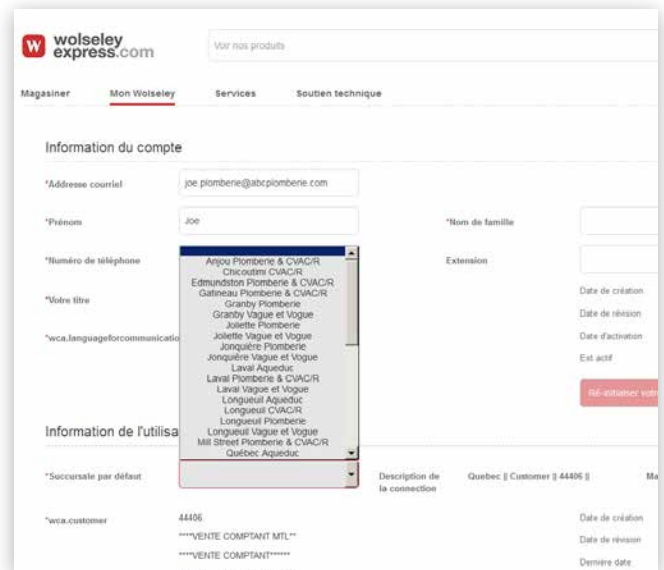 wolseley
express.com
Voir nos produits
Magasiner Mon Wolseley Services Soutien technique
Information du compte
*Addresse courriel joe.plomberie@abcplomberie.com
*Prénom Joe *Nom de famille
*Numéro de téléphone Extension
Anjou Plomberie & CVAC/R
Chicoutimi CVAC/R
Edmundston Plomberie & CVAC/R
Gatineau Plomberie & CVAC/R
Granby Plomberie
Granby Vague et Vogue
Joliette Plomberie
Joliette Vague et Vogue
Jonquière Plomberie
Jonquière Vague et Vogue
Laval Aqueduc
Laval Plomberie & CVAC/R
Laval Vague et Vogue
Longueuil Aqueduc
Longueuil CVAC/R
Longueuil Plomberie
Longueuil Vague et Vogue
Mill Street Plomberie & CVAC/R
Québec Aqueduc
*Votre titre
*wca.languageforcommunicatio
Date de création
Date de révision
Date d'activation
Est actif
Ré-initialiser votre
Information de l'utilisa
*Succursale par défaut Description de la connection Quebec || Customer || 44406 || Ma
*wca.customer 44406
****VENTE COMPTANT MTL**
****VENTE COMPTANT******
Date de création
Date de révision
Dernière date